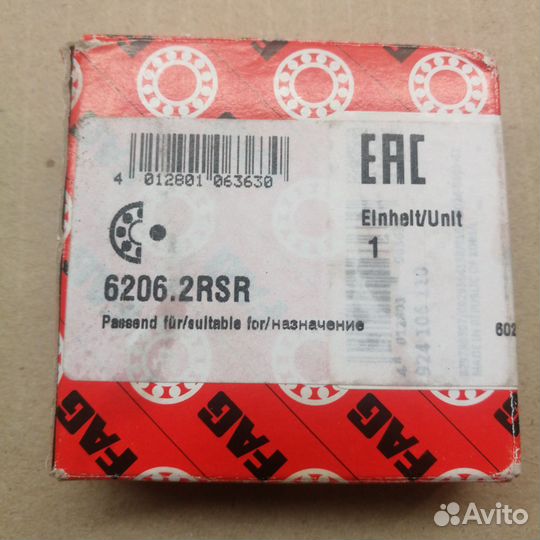 4 012801 063630
EAC
Einheit/Unit
1
6206.2RSR
Passend für/suitable for/назначение
602
FAG
FAG
FAG
Avito